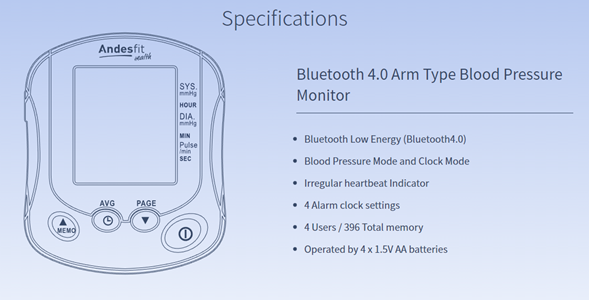 Specifications
Andesfit
Health
SYS.
mmHg
HOUR
DIA.
mmHg
MIN
Pulse
/min
SEC
AVG PAGE
MEMO
Bluetooth 4.0 Arm Type Blood Pressure
Monitor
Bluetooth Low Energy (Bluetooth4.0)
Blood Pressure Mode and Clock Mode
Irregular heartbeat Indicator
4 Alarm clock settings
4 Users / 396 Total memory
Operated by 4 x 1.5V AA batteries